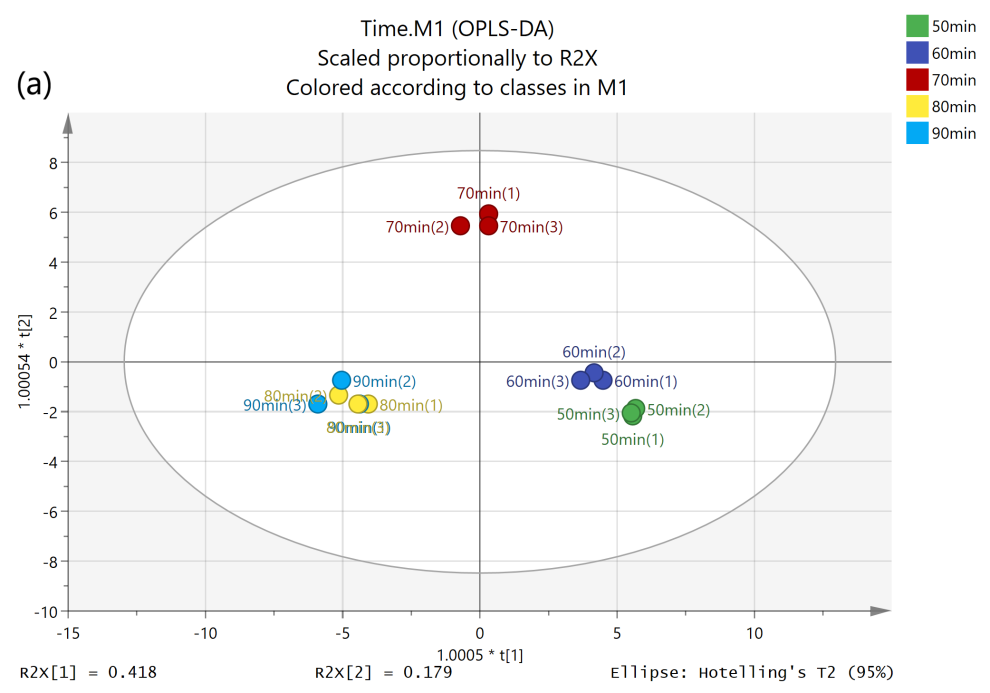 Time.M1 (OPLS-DA)
Scaled proportionally to R2X
Colored according to classes in M1
(a)
50min
60min
70min
80min
90min
8
6
4
2
0
-2
-4
-6
-8
-10
-15
-10
-5
0
5
10
1.00054 * t[2]
1.0005 * t[1]
70min(1)
70min(2)
70min(3)
60min(2)
60min(3)
60min(1)
50min(3)
50min(2)
50min(1)
90min(2)
90min(3)
80min(1)
R2X[1] = 0.418
R2X[2] = 0.179
Ellipse: Hotelling's T2 (95%)